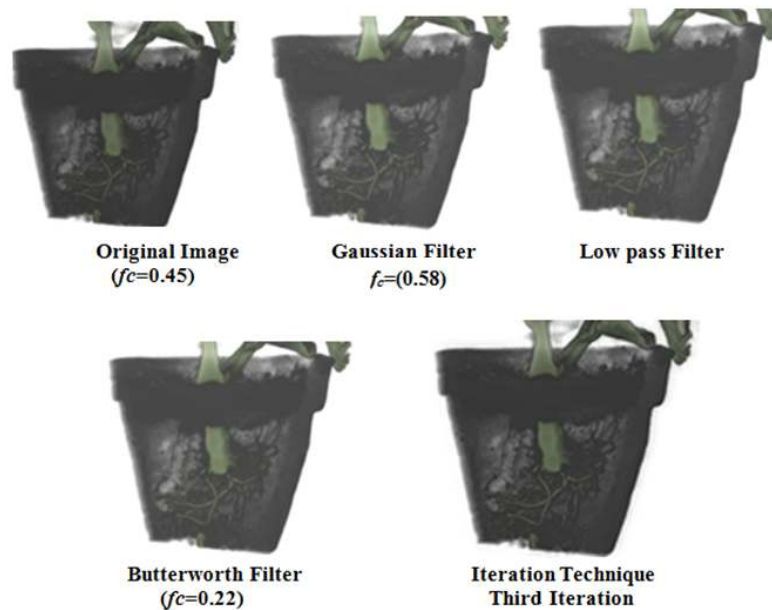 Original Image
(fc=0.45)
Gaussian Filter
fc=(0.58)
Low pass Filter
Butterworth Filter
(fc=0.22)
Iteration Technique
Third Iteration